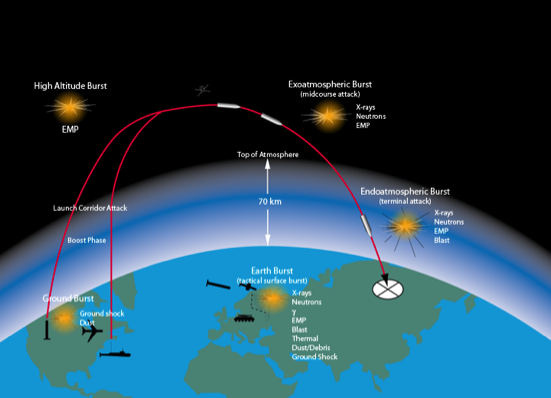 High Altitude Burst
EMP
Exoatmospheric Burst
(midcourse attack)
X-rays
Neutrons
EMP
Top of Atmosphere
70 km
Endoatmospheric Burst
(terminal attack)
X-rays
Neutrons
EMP
Blast
Launch Corridor Attack
Boost Phase
Earth Burst
(tactical surface burst)
X-rays
Neutrons
γ
EMP
Blast
Thermal
Dust/Debris
Ground Shock
Ground Burst
Ground shock
Dust